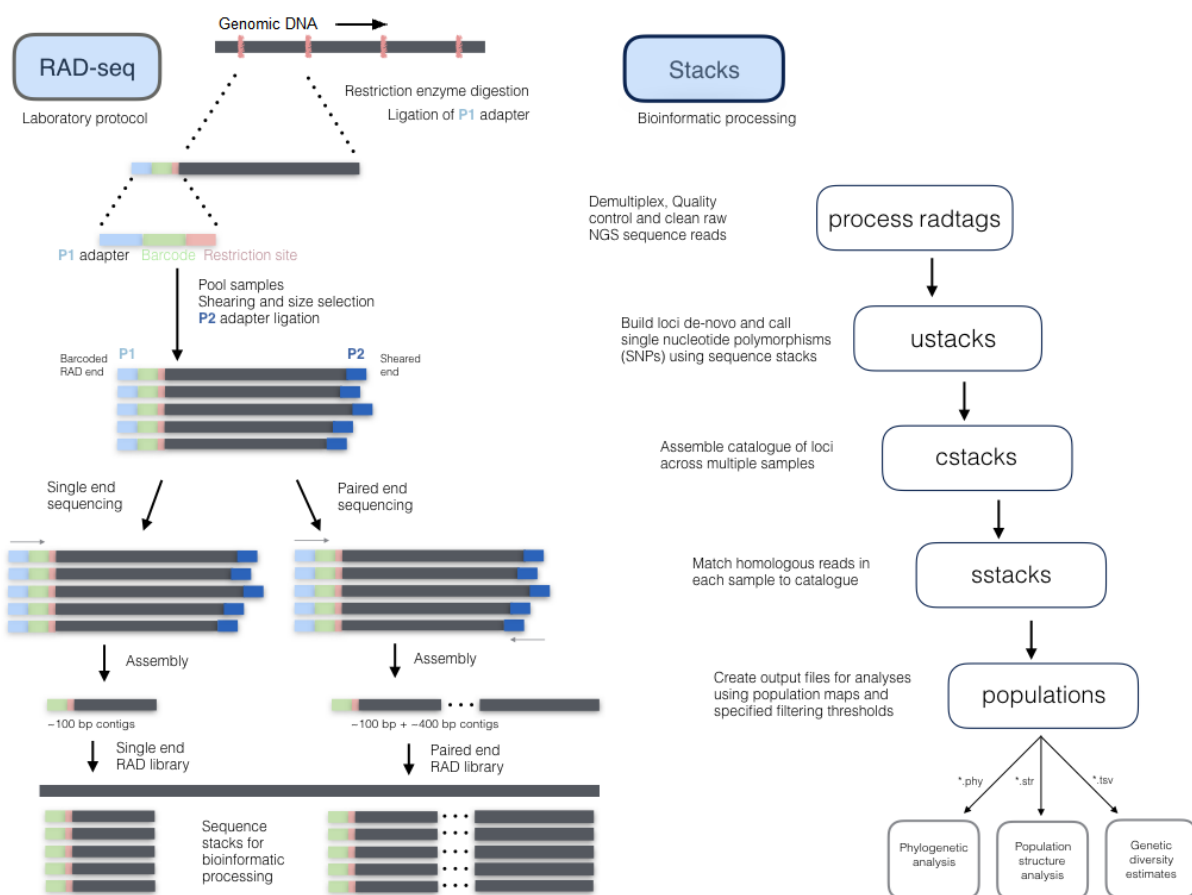 Genomic DNA
RAD-seq
Laboratory protocol
Restriction enzyme digestion
Ligation of P1 adapter
P1 adapter Barcode Restriction site
Pool samples
Shearing and size selection
P2 adapter ligation
Barcoded
RAD end
P1
P2
Sheared
end
Single end
sequencing
Paired end
sequencing
Assembly
Assembly
~100 bp contigs
~100 bp + ~400 bp contigs
Single end
RAD library
Paired end
RAD library
Sequence
stacks for
bioinformatic
processing
Stacks
Bioinformatic processing
Demultiplex, Quality
control and clean raw
NGS sequence reads
process radtags
Build loci de-novo and call
single nucleotide polymorphisms
(SNPs) using sequence stacks
ustacks
Assemble catalogue of loci
across multiple samples
cstacks
Match homologous reads in
each sample to catalogue
sstacks
Create output files for analyses
using population maps and
specified filtering thresholds
populations
*.phy
*.str
*.tsv
Phylogenetic
analysis
Population
structure
analysis
Genetic
diversity
estimates